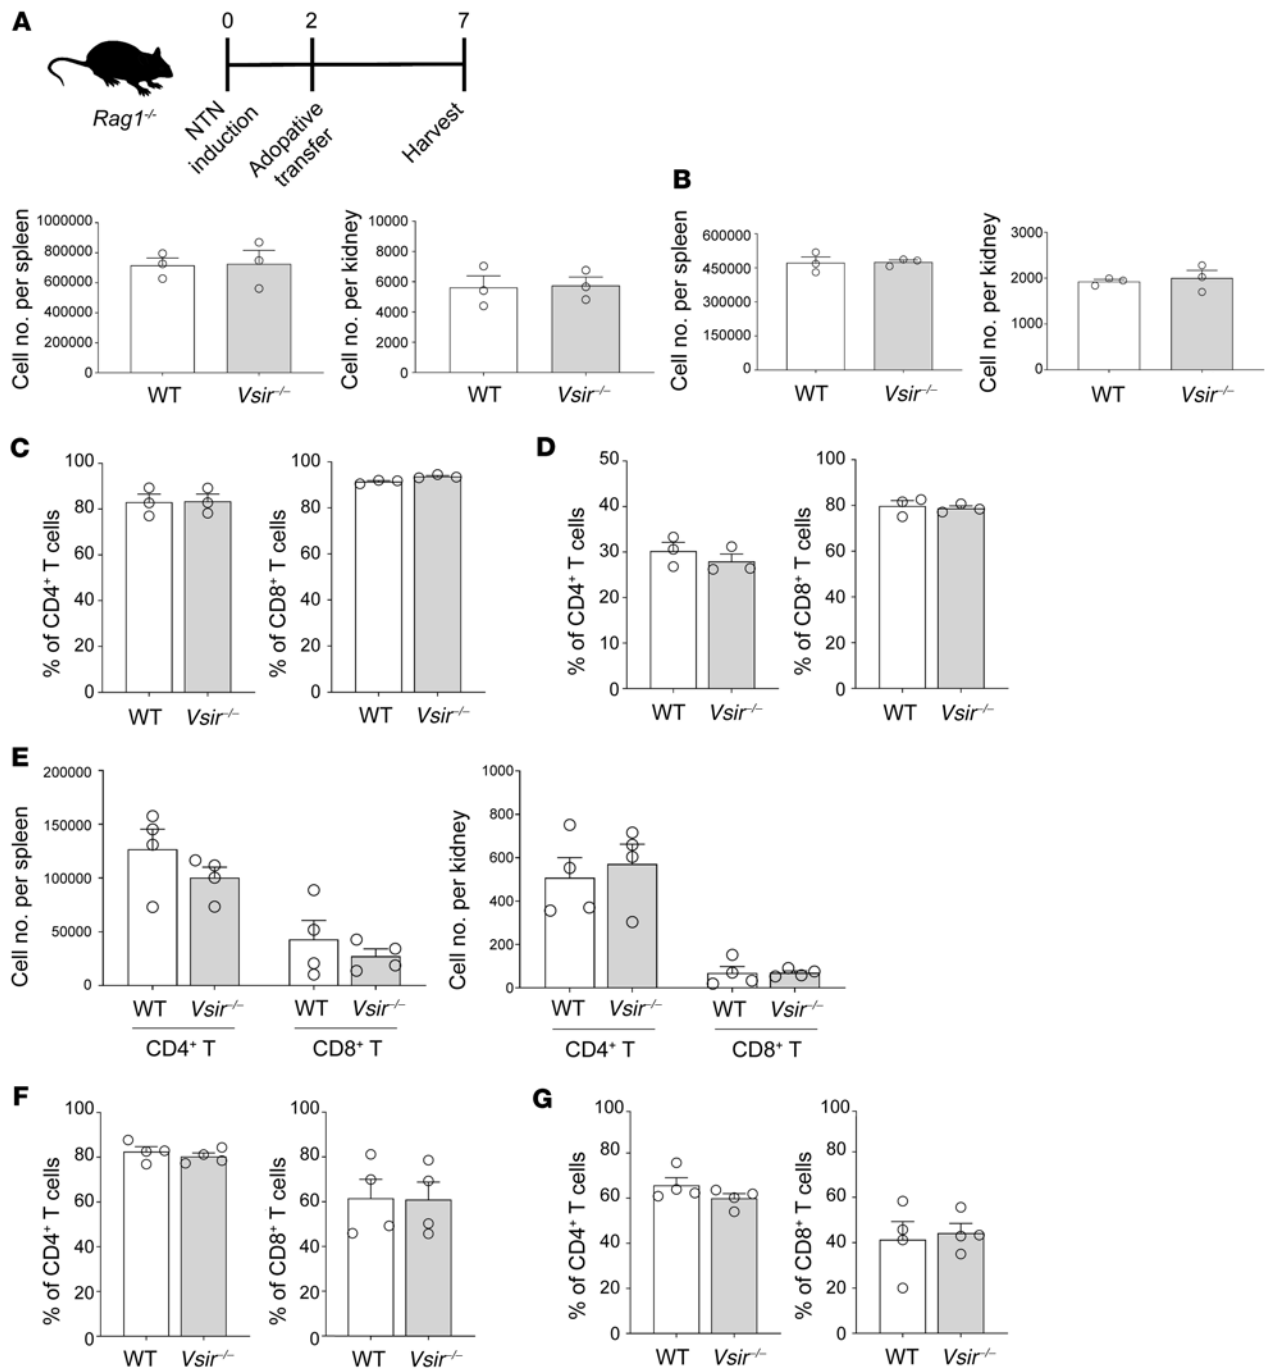 A
0 2 7
Rag1-/-
NTN
induction
Adopative
transfer
Harvest
Cell no. per spleen
1000000
800000
600000
400000
200000
0
WT Vsir-/-
Cell no. per kidney
10000
8000
6000
4000
2000
0
WT Vsir-/-
B
Cell no. per spleen
600000
450000
300000
150000
0
WT Vsir-/-
Cell no. per kidney
3000
2000
1000
0
WT Vsir-/-
C
% of CD4+ T cells
100
80
60
40
20
0
WT Vsir-/-
% of CD8+ T cells
100
80
60
40
20
0
WT Vsir-/-
D
% of CD4+ T cells
50
40
30
20
10
0
WT Vsir-/-
% of CD8+ T cells
100
80
60
40
20
0
WT Vsir-/-
E
Cell no. per spleen
200000
150000
100000
50000
0
WT Vsir-/- WT Vsir-/-
CD4+ T CD8+ T
Cell no. per kidney
1000
800
600
400
200
0
WT Vsir-/- WT Vsir-/-
CD4+ T CD8+ T
F
% of CD4+ T cells
100
80
60
40
20
0
WT Vsir-/-
% of CD8+ T cells
100
80
60
40
20
0
WT Vsir-/-
G
% of CD4+ T cells
100
80
60
40
20
0
WT Vsir-/-
% of CD8+ T cells
100
80
60
40
20
0
WT Vsir-/-